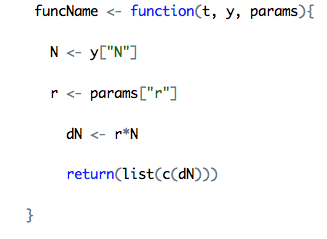 funcName <- function(t, y, params){
N <- y["N"]
r <- params["r"]
dN <- r*N
return(list(c(dN)))
}